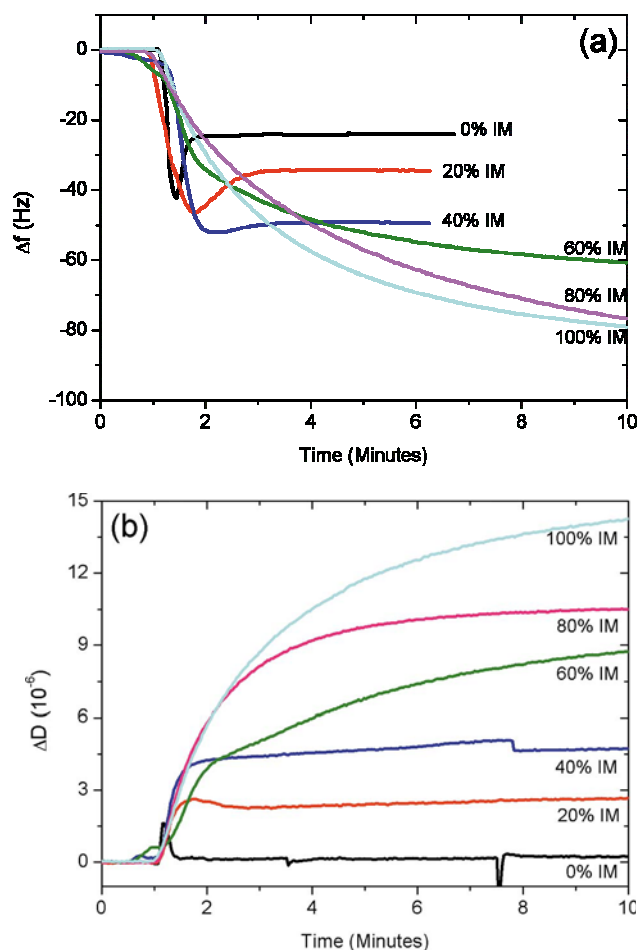 (a)
0
-20
-40
-60
-80
-100
Δf (Hz)
0% IM
20% IM
40% IM
60% IM
80% IM
100% IM
0 2 4 6 8 10
Time (Minutes)
(b)
15
12
9
6
3
0
ΔD (10⁻⁶)
100% IM
80% IM
60% IM
40% IM
20% IM
0% IM
0 2 4 6 8 10
Time (Minutes)